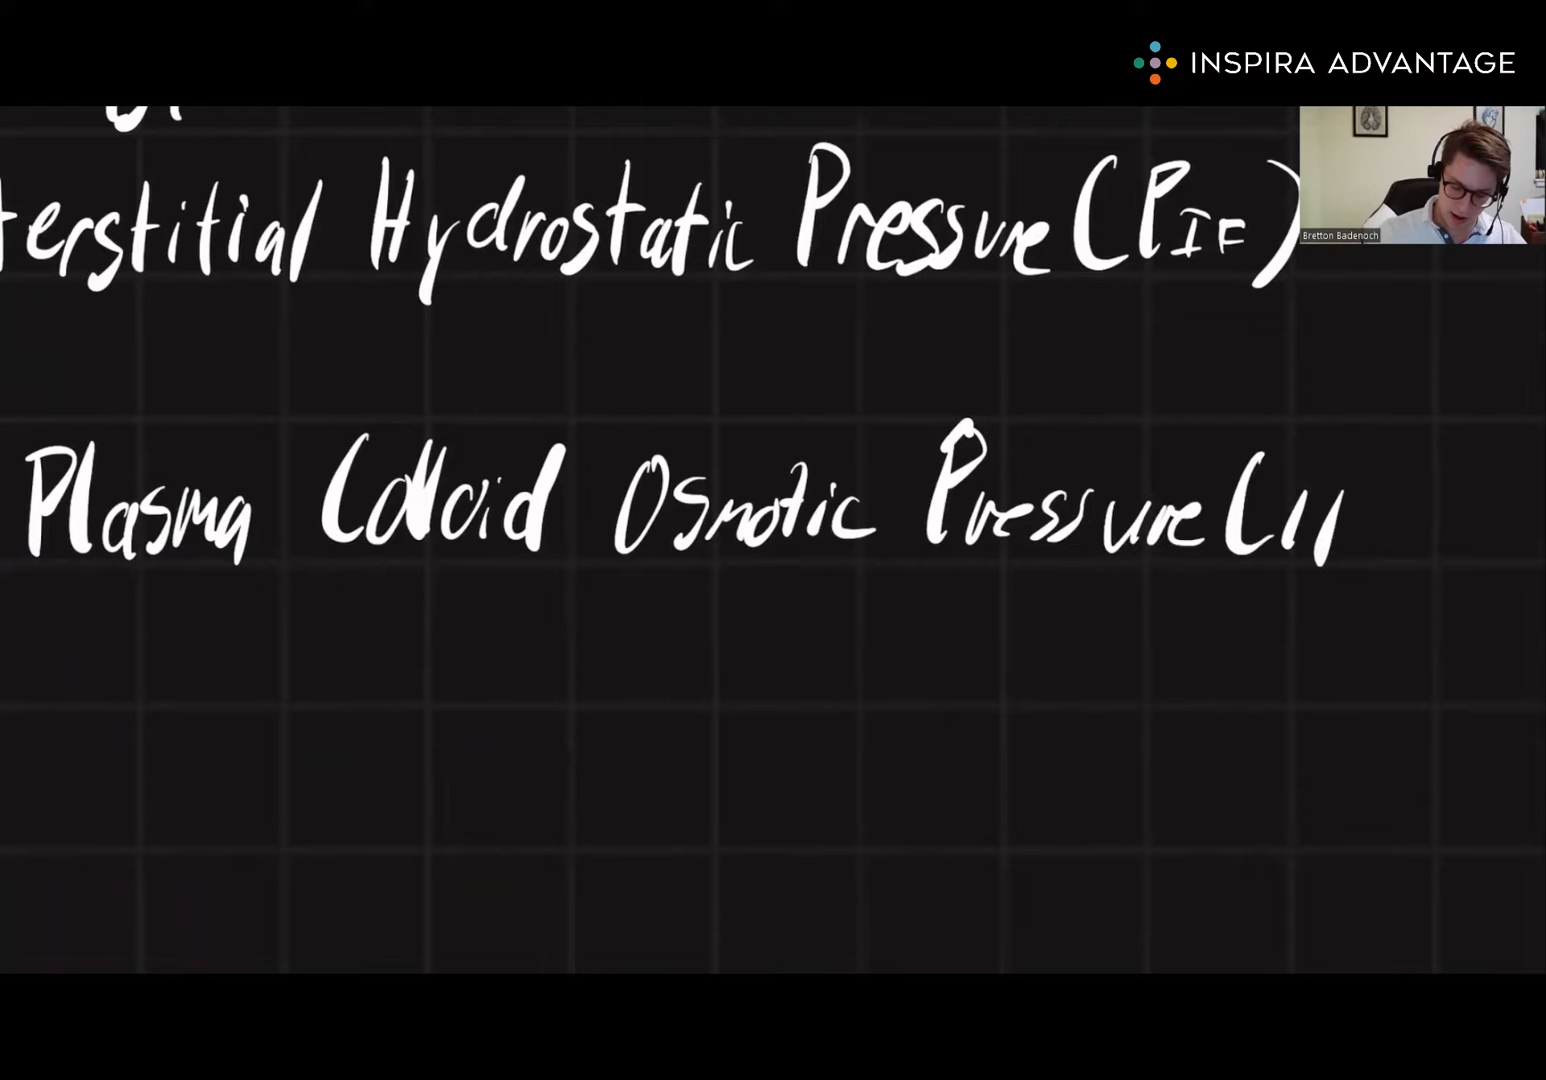 INSPIRA ADVANTAGE
terstitial Hydrostatic Pressure (PIF)
Bretton Badenoch
Plasma Colloid Osmotic Pressure (